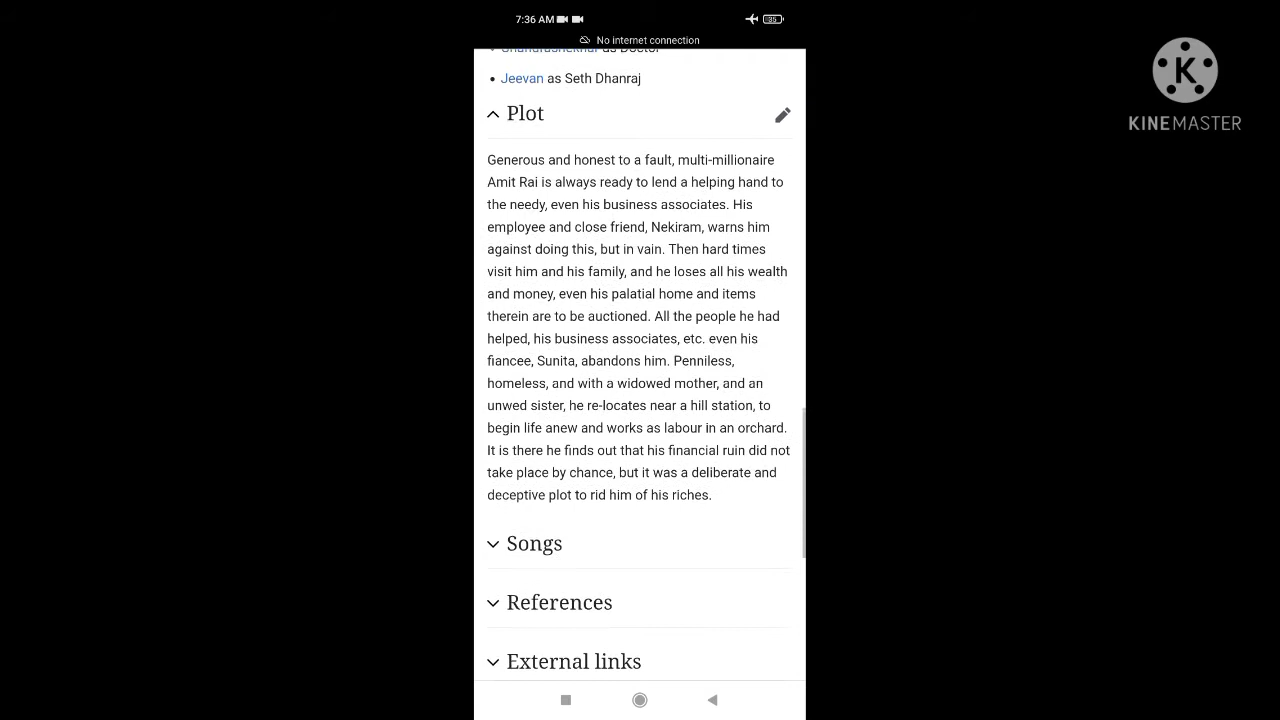 7:36 AM
35
No internet connection
as Doctor
• Jeevan as Seth Dhanraj
Plot
Generous and honest to a fault, multi-millionaire
Amit Rai is always ready to lend a helping hand to
the needy, even his business associates. His
employee and close friend, Nekiram, warns him
against doing this, but in vain. Then hard times
visit him and his family, and he loses all his wealth
and money, even his palatial home and items
therein are to be auctioned. All the people he had
helped, his business associates, etc. even his
fiancee, Sunita, abandons him. Penniless,
homeless, and with a widowed mother, and an
unwed sister, he re-locates near a hill station, to
begin life anew and works as labour in an orchard.
It is there he finds out that his financial ruin did not
take place by chance, but it was a deliberate and
deceptive plot to rid him of his riches.
Songs
References
External links
K
KINEMASTER